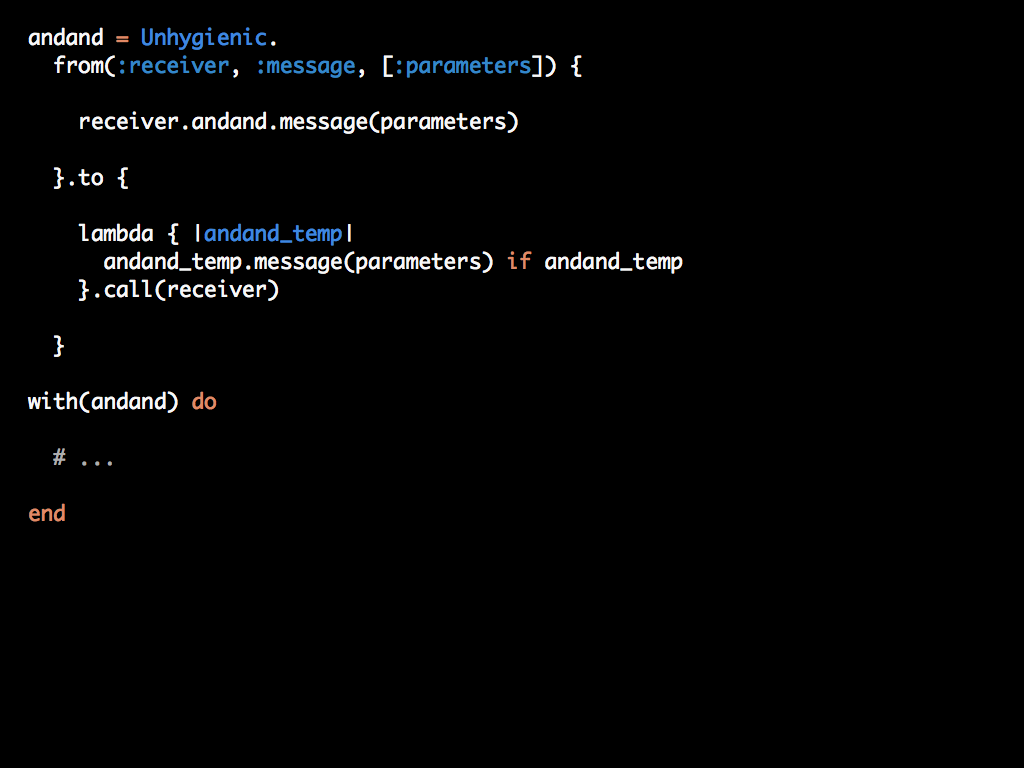 andand = Unhygienic.
  from(:receiver, :message, [:parameters]) {
    receiver.andand.message(parameters)
  }.to {
    lambda { |andand_temp|
      andand_temp.message(parameters) if andand_temp
    }.call(receiver)
  }
with(andand) do
  # ...
end